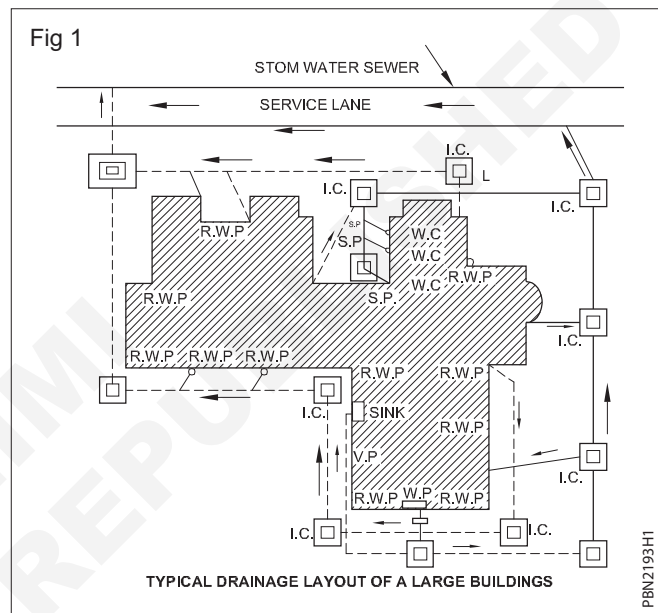 Fig 1
STOM WATER SEWER
SERVICE LANE
I.C.
L
I.C.
I.C.
R.W.P
S.P
S.P
W.C
W.C
W.C
R.W.P
S.P.
R.W.P
I.C.
R.W.P R.W.P R.W.P
R.W.P R.W.P
I.C.
SINK
R.W.P
V.P
I.C.
R.W.P W.P R.W.P
I.C.
I.C.
TYPICAL DRAINAGE LAYOUT OF A LARGE BUILDINGS
PBN2193H1